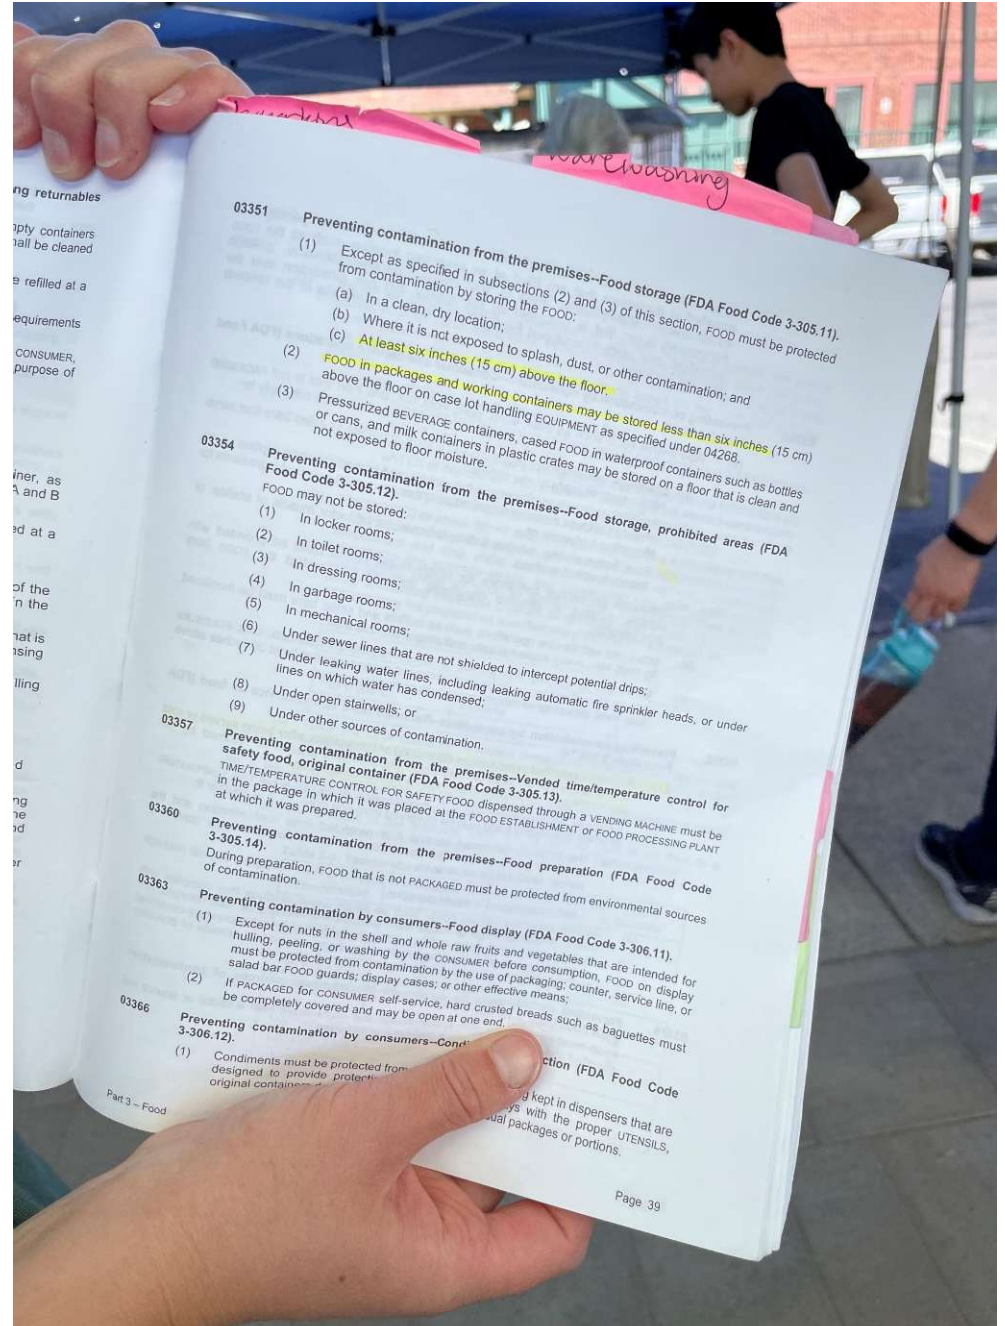 warewashing
ng returnables
mpty containers
hall be cleaned
e refilled at a
equirements
CONSUMER,
purpose of
iner, as
A and B
ed at a
of the
n the
hat is
nsing
lling
d
ng
he
nd
er
03351 Preventing contamination from the premises--Food storage (FDA Food Code 3-305.11).
(1) Except as specified in subsections (2) and (3) of this section, FOOD must be protected
from contamination by storing the FOOD:
(a) In a clean, dry location;
(b) Where it is not exposed to splash, dust, or other contamination; and
(c) At least six inches (15 cm) above the floor.
(2) FOOD in packages and working containers may be stored less than six inches (15 cm)
above the floor on case lot handling EQUIPMENT as specified under 04268.
(3) Pressurized BEVERAGE containers, cased FOOD in waterproof containers such as bottles
or cans, and milk containers in plastic crates may be stored on a floor that is clean and
not exposed to floor moisture.
03354 Preventing contamination from the premises--Food storage, prohibited areas (FDA
Food Code 3-305.12).
FOOD may not be stored:
(1) In locker rooms;
(2) In toilet rooms;
(3) In dressing rooms;
(4) In garbage rooms;
(5) In mechanical rooms;
(6) Under sewer lines that are not shielded to intercept potential drips;
(7) Under leaking water lines, including leaking automatic fire sprinkler heads, or under
lines on which water has condensed;
(8) Under open stairwells; or
(9) Under other sources of contamination.
03357 Preventing contamination from the premises--Vended time/temperature control for
safety food, original container (FDA Food Code 3-305.13).
TIME/TEMPERATURE CONTROL FOR SAFETY FOOD dispensed through a VENDING MACHINE must be
in the package in which it was placed at the FOOD ESTABLISHMENT or FOOD PROCESSING PLANT
at which it was prepared.
03360 Preventing contamination from the premises--Food preparation (FDA Food Code
3-305.14).
During preparation, FOOD that is not PACKAGED must be protected from environmental sources
of contamination.
03363 Preventing contamination by consumers--Food display (FDA Food Code 3-306.11).
(1) Except for nuts in the shell and whole raw fruits and vegetables that are intended for
hulling, peeling, or washing by the CONSUMER before consumption, FOOD on display
must be protected from contamination by the use of packaging; counter, service line, or
salad bar FOOD guards; display cases; or other effective means;
(2) If PACKAGED for CONSUMER self-service, hard crusted breads such as baguettes must
be completely covered and may be open at one end.
03366 Preventing contamination by consumers--Cond ction (FDA Food Code
3-306.12).
(1) Condiments must be protected from g kept in dispensers that are
designed to provide protecti ys with the proper UTENSILS,
original container ual packages or portions.
Part 3 – Food
Page 39